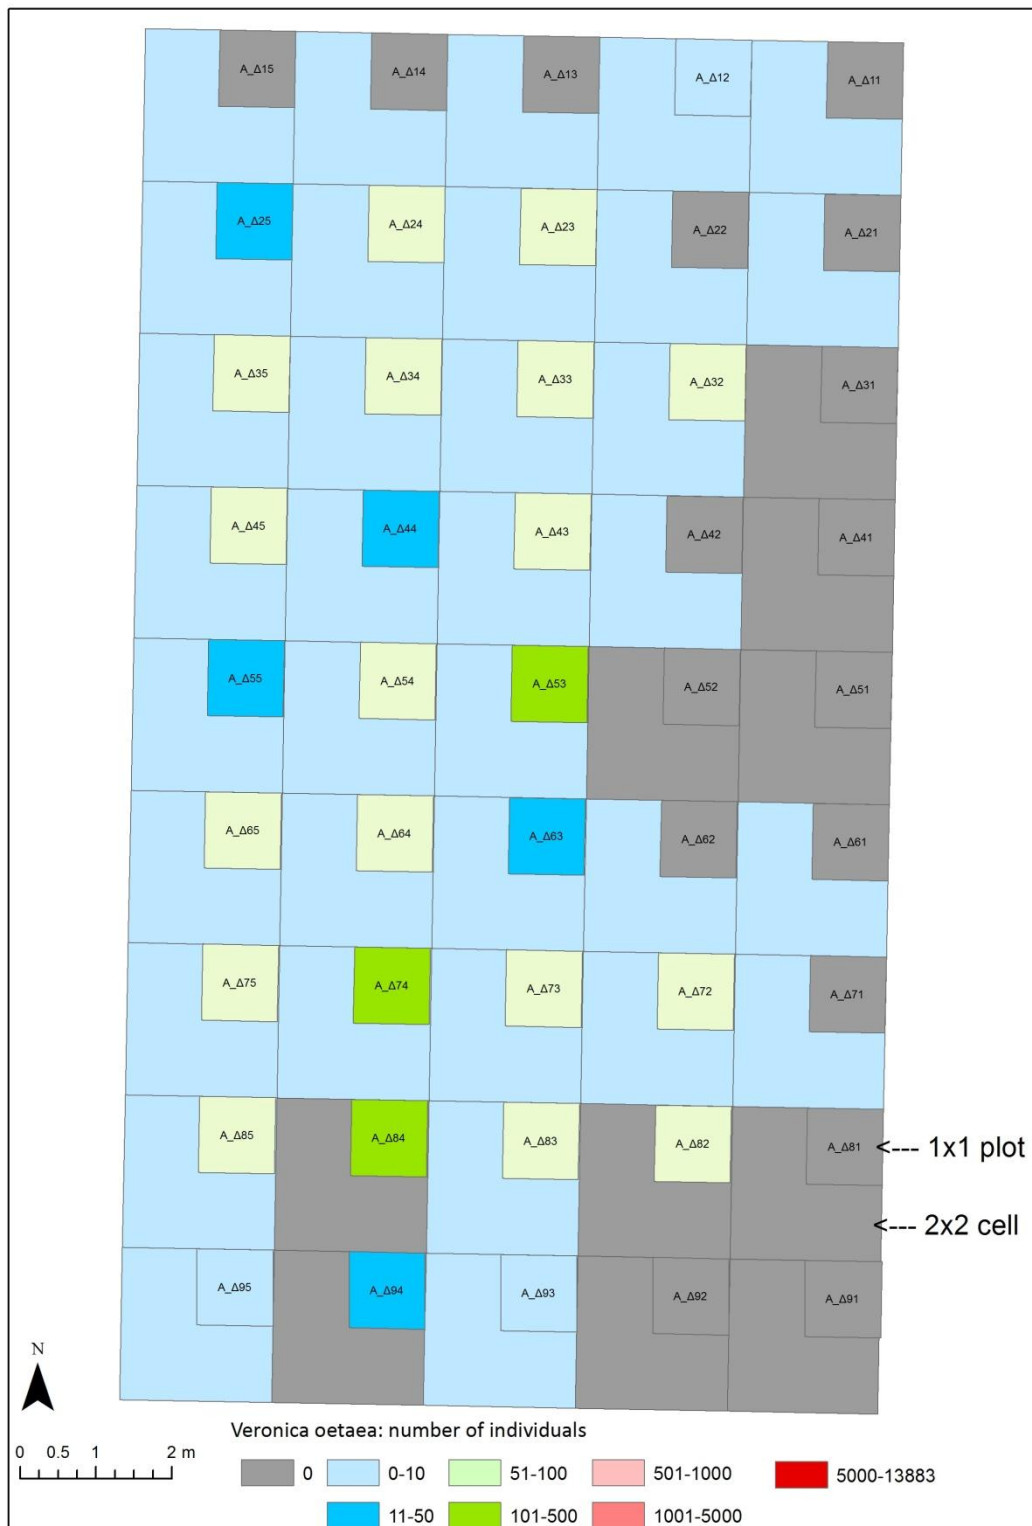 A_Δ15 A_Δ14 A_Δ13 A_Δ12 A_Δ11
A_Δ25 A_Δ24 A_Δ23 A_Δ22 A_Δ21
A_Δ35 A_Δ34 A_Δ33 A_Δ32 A_Δ31
A_Δ45 A_Δ44 A_Δ43 A_Δ42 A_Δ41
A_Δ55 A_Δ54 A_Δ53 A_Δ52 A_Δ51
A_Δ65 A_Δ64 A_Δ63 A_Δ62 A_Δ61
A_Δ75 A_Δ74 A_Δ73 A_Δ72 A_Δ71
A_Δ85 A_Δ84 A_Δ83 A_Δ82 A_Δ81 <--- 1x1 plot
<--- 2x2 cell
A_Δ95 A_Δ94 A_Δ93 A_Δ92 A_Δ91
N
Veronica oetaea: number of individuals
0 0.5 1 2 m
0 0-10 51-100 501-1000 5000-13883
11-50 101-500 1001-5000